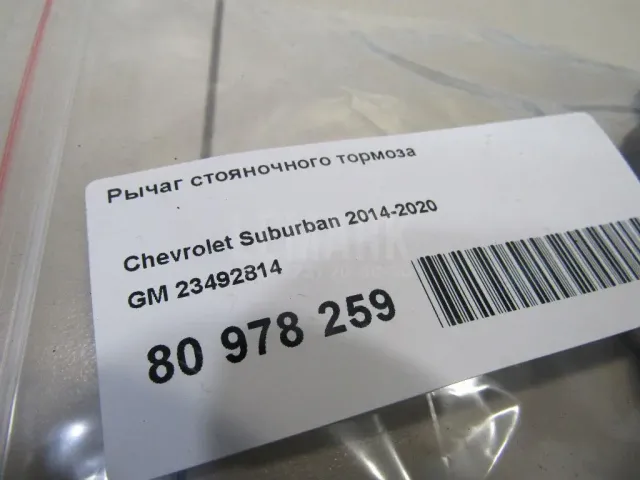 Рычаг стояночного тормоза
Chevrolet Suburban 2014-2020
GM 23492814
80 978 259